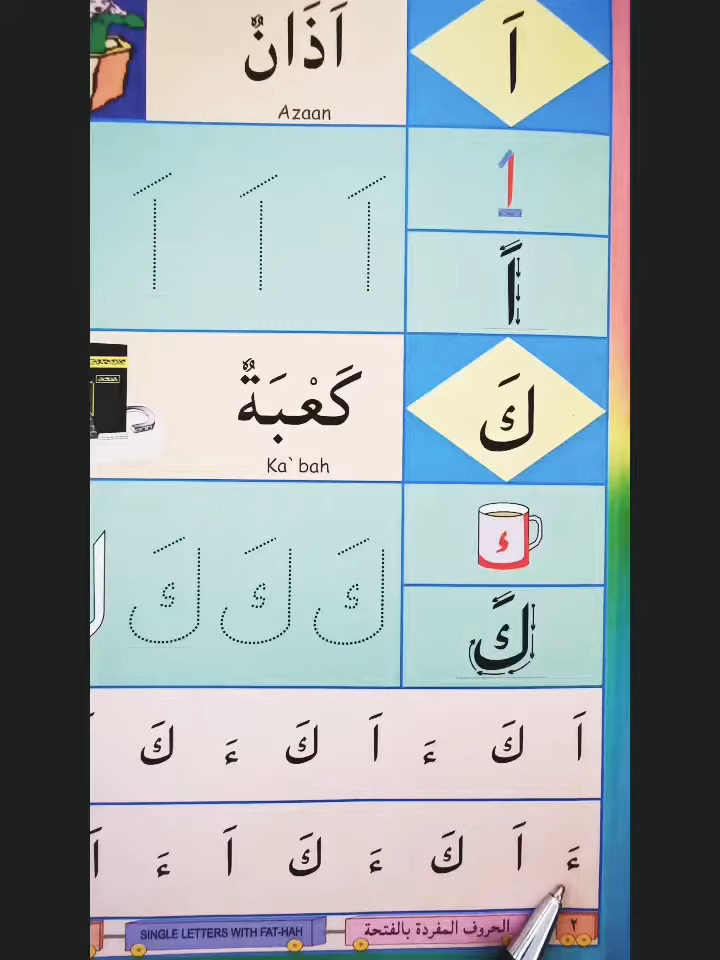 اَذَانٌ
اَ
Azaan
اَ اَ اَ
اً
كَعْبَةٌ
كَ
Ka`bah
ء
كَ كَ كَ
كً
اَ كَ ءَ اَ كَ ءَ كَ
ءَ اَ كَ ءَ كَ اَ ءَ اَ
٢ الحروف المفردة بالفتحة SINGLE LETTERS WITH FAT-HAH